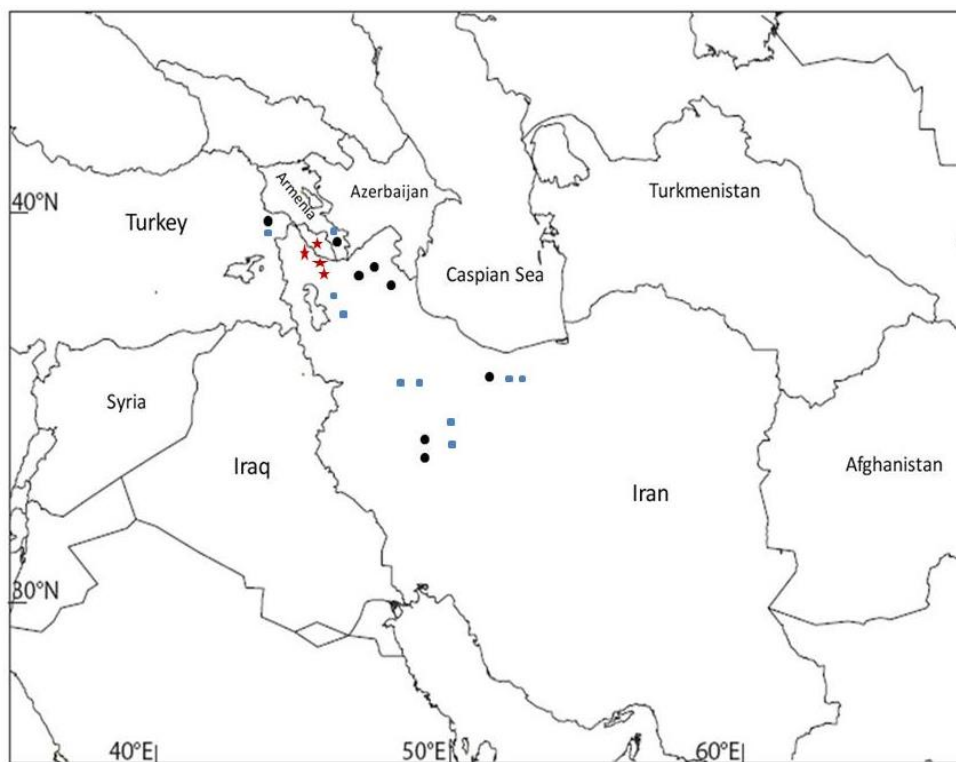 Armenia
Azerbaijan
Turkmenistan
40°N
Turkey
Caspian Sea
Syria
Iraq
Afghanistan
Iran
30°N
40°E
50°E
60°E